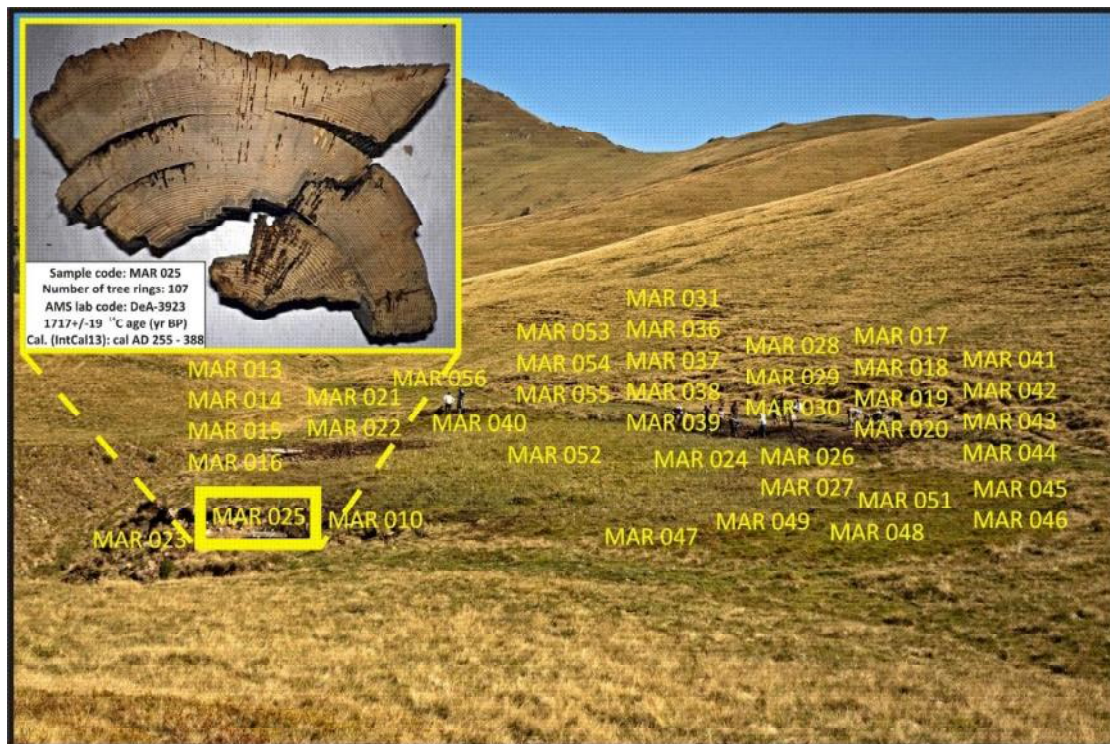 Sample code: MAR 025
Number of tree rings: 107
AMS lab code: DeA-3923
1717+/-19 ¹⁴C age (yr BP)
Cal. (IntCal13): cal AD 255 - 388
MAR 013
MAR 014
MAR 015
MAR 016
MAR 021
MAR 022
MAR 056
MAR 040
MAR 053
MAR 054
MAR 055
MAR 052
MAR 031
MAR 036
MAR 037
MAR 038
MAR 039
MAR 024
MAR 028
MAR 029
MAR 030
MAR 026
MAR 027
MAR 017
MAR 018
MAR 019
MAR 020
MAR 041
MAR 042
MAR 043
MAR 044
MAR 045
MAR 046
MAR 051
MAR 049
MAR 048
MAR 047
MAR 025
MAR 010
MAR 023